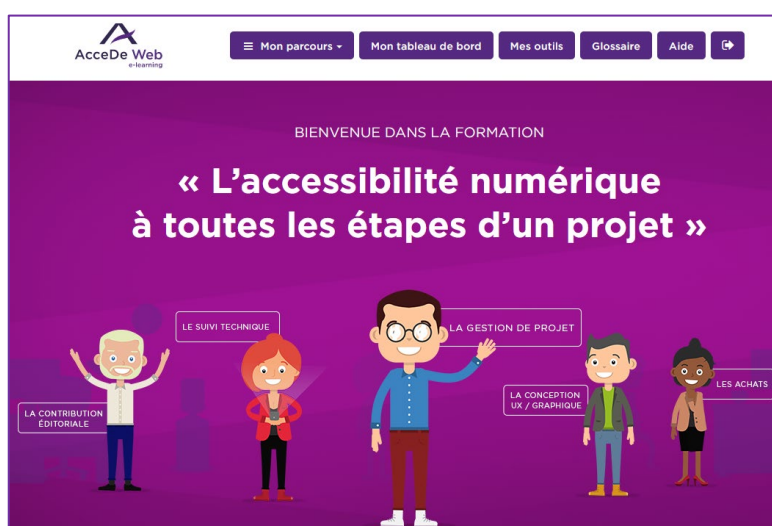 AcceDe Web
e-learning
Mon parcours
Mon tableau de bord
Mes outils
Glossaire
Aide
BIENVENUE DANS LA FORMATION
« L’accessibilité numérique
à toutes les étapes d’un projet »
LE SUIVI TECHNIQUE
LA GESTION DE PROJET
LA CONTRIBUTION
ÉDITORIALE
LA CONCEPTION
UX / GRAPHIQUE
LES ACHATS